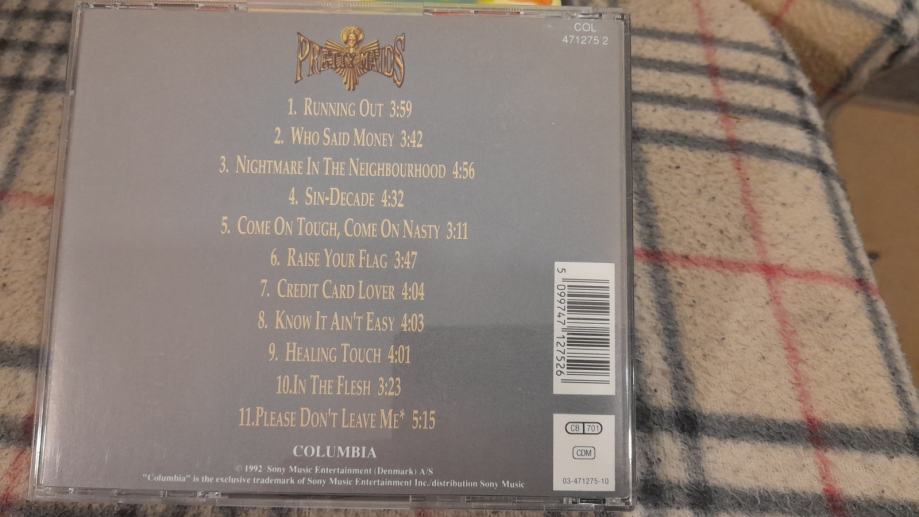 COL
471275 2
PRETTY MAIDS
1. RUNNING OUT 3:59
2. WHO SAID MONEY 3:42
3. NIGHTMARE IN THE NEIGHBOURHOOD 4:56
4. SIN-DECADE 4:32
5. COME ON TOUGH, COME ON NASTY 3:11
6. RAISE YOUR FLAG 3:47
7. CREDIT CARD LOVER 4:04
8. KNOW IT AIN'T EASY 4:03
9. HEALING TOUCH 4:01
10.IN THE FLESH 3:23
11.PLEASE DON'T LEAVE ME* 5:15
5 099747 127526
CB 701
CDM
03-471275-10
COLUMBIA
© 1992 Sony Music Entertainment (Denmark) A/S
"Columbia" is the exclusive trademark of Sony Music Entertainment Inc./distribution Sony Music